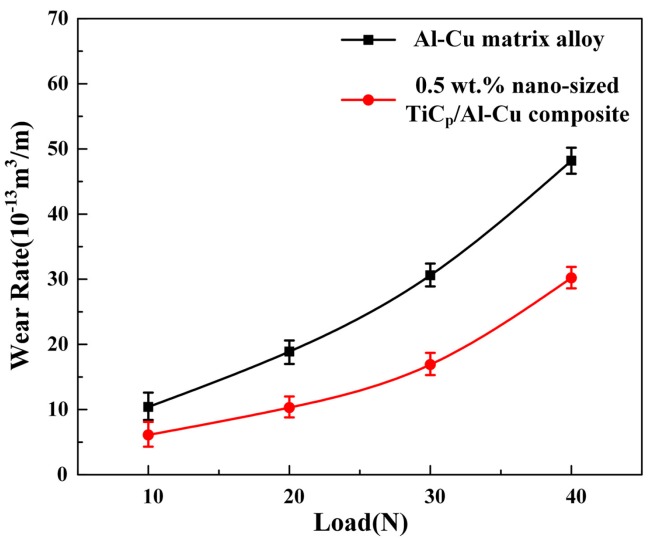 70
60
50
40
30
20
10
0
Wear Rate(10⁻¹³m³/m)
Al-Cu matrix alloy
0.5 wt.% nano-sized
TiCₚ/Al-Cu composite
10 20 30 40
Load(N)